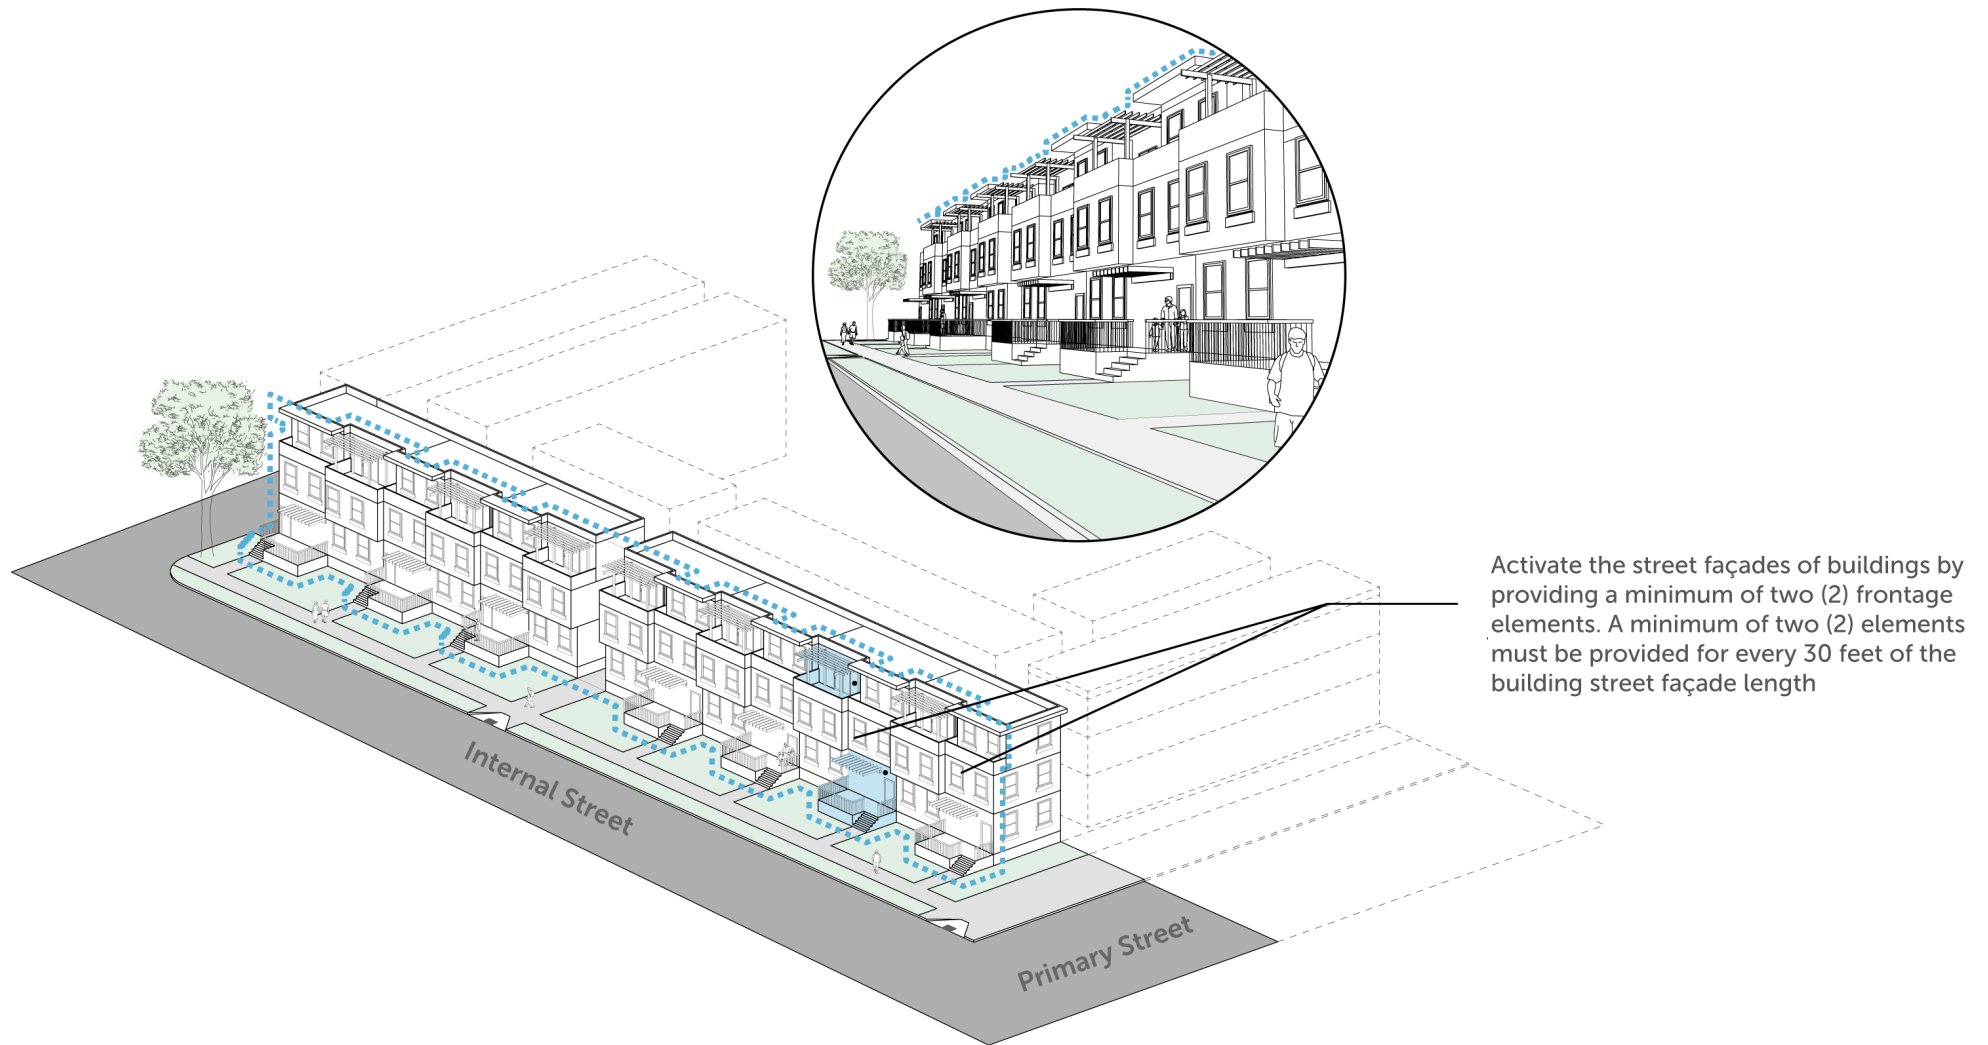 Activate the street façades of buildings by
providing a minimum of two (2) frontage
elements. A minimum of two (2) elements
must be provided for every 30 feet of the
building street façade length
Internal Street
Primary Street